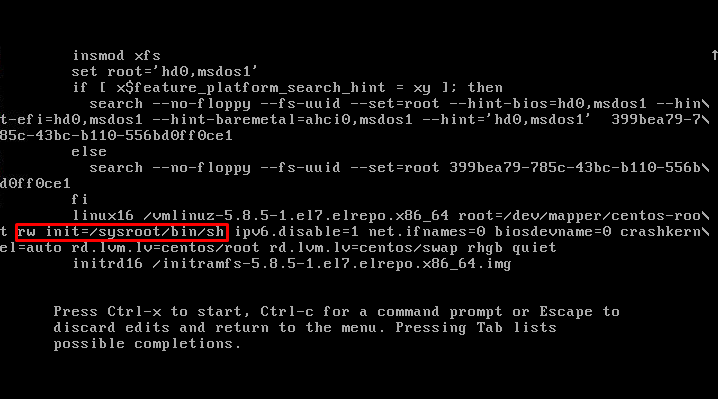 insmod xfs
set root='hd0,msdos1'
if [ x$feature_platform_search_hint = xy ]; then
search --no-floppy --fs-uuid --set=root --hint-bios=hd0,msdos1 --hin\
t-efi=hd0,msdos1 --hint-baremetal=ahci0,msdos1 --hint='hd0,msdos1'  399bea79-7\
85c-43bc-b110-556bd0ff0ce1
else
search --no-floppy --fs-uuid --set=root 399bea79-785c-43bc-b110-556b\
d0ff0ce1
fi
linux16 /vmlinuz-5.8.5-1.el7.elrepo.x86_64 root=/dev/mapper/centos-roo\
t rw init=/sysroot/bin/sh ipv6.disable=1 net.ifnames=0 biosdevname=0 crashkern\
el=auto rd.lvm.lv=centos/root rd.lvm.lv=centos/swap rhgb quiet
initrd16 /initramfs-5.8.5-1.el7.elrepo.x86_64.img
Press Ctrl-x to start, Ctrl-c for a command prompt or Escape to
discard edits and return to the menu. Pressing Tab lists
possible completions.